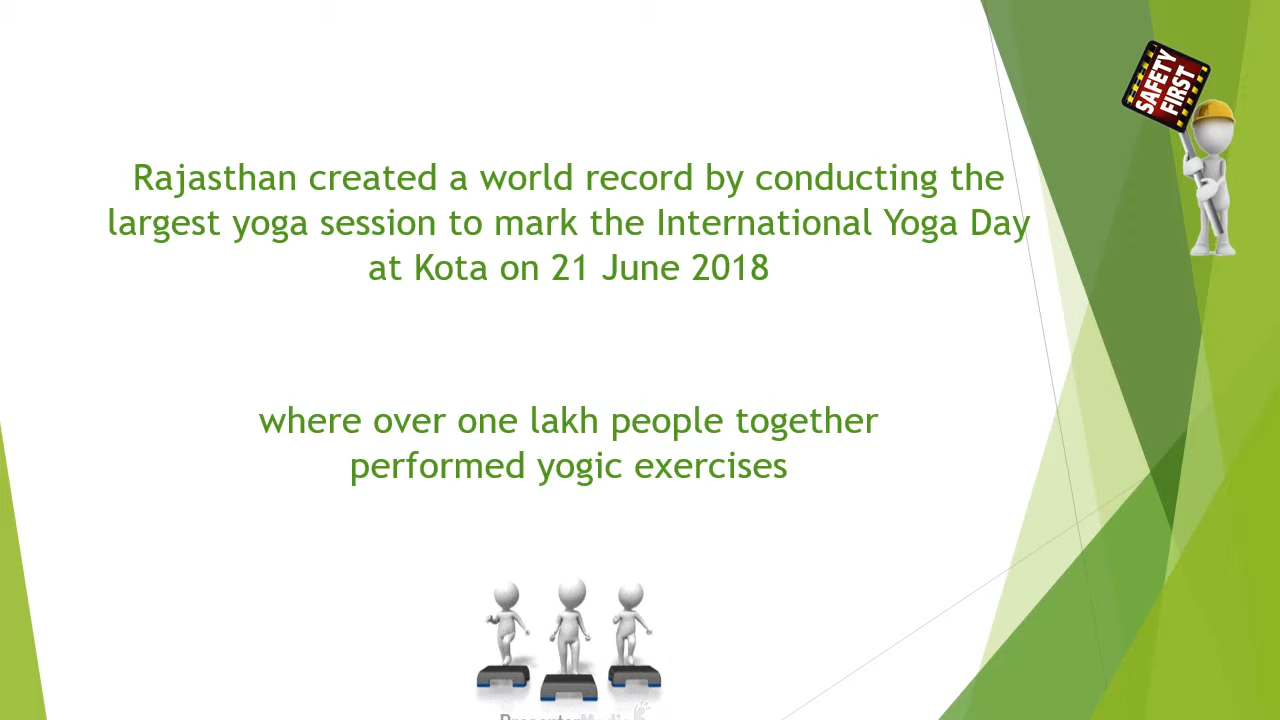 SAFETY
FIRST
Rajasthan created a world record by conducting the
largest yoga session to mark the International Yoga Day
at Kota on 21 June 2018
where over one lakh people together
performed yogic exercises
PresenterMedia